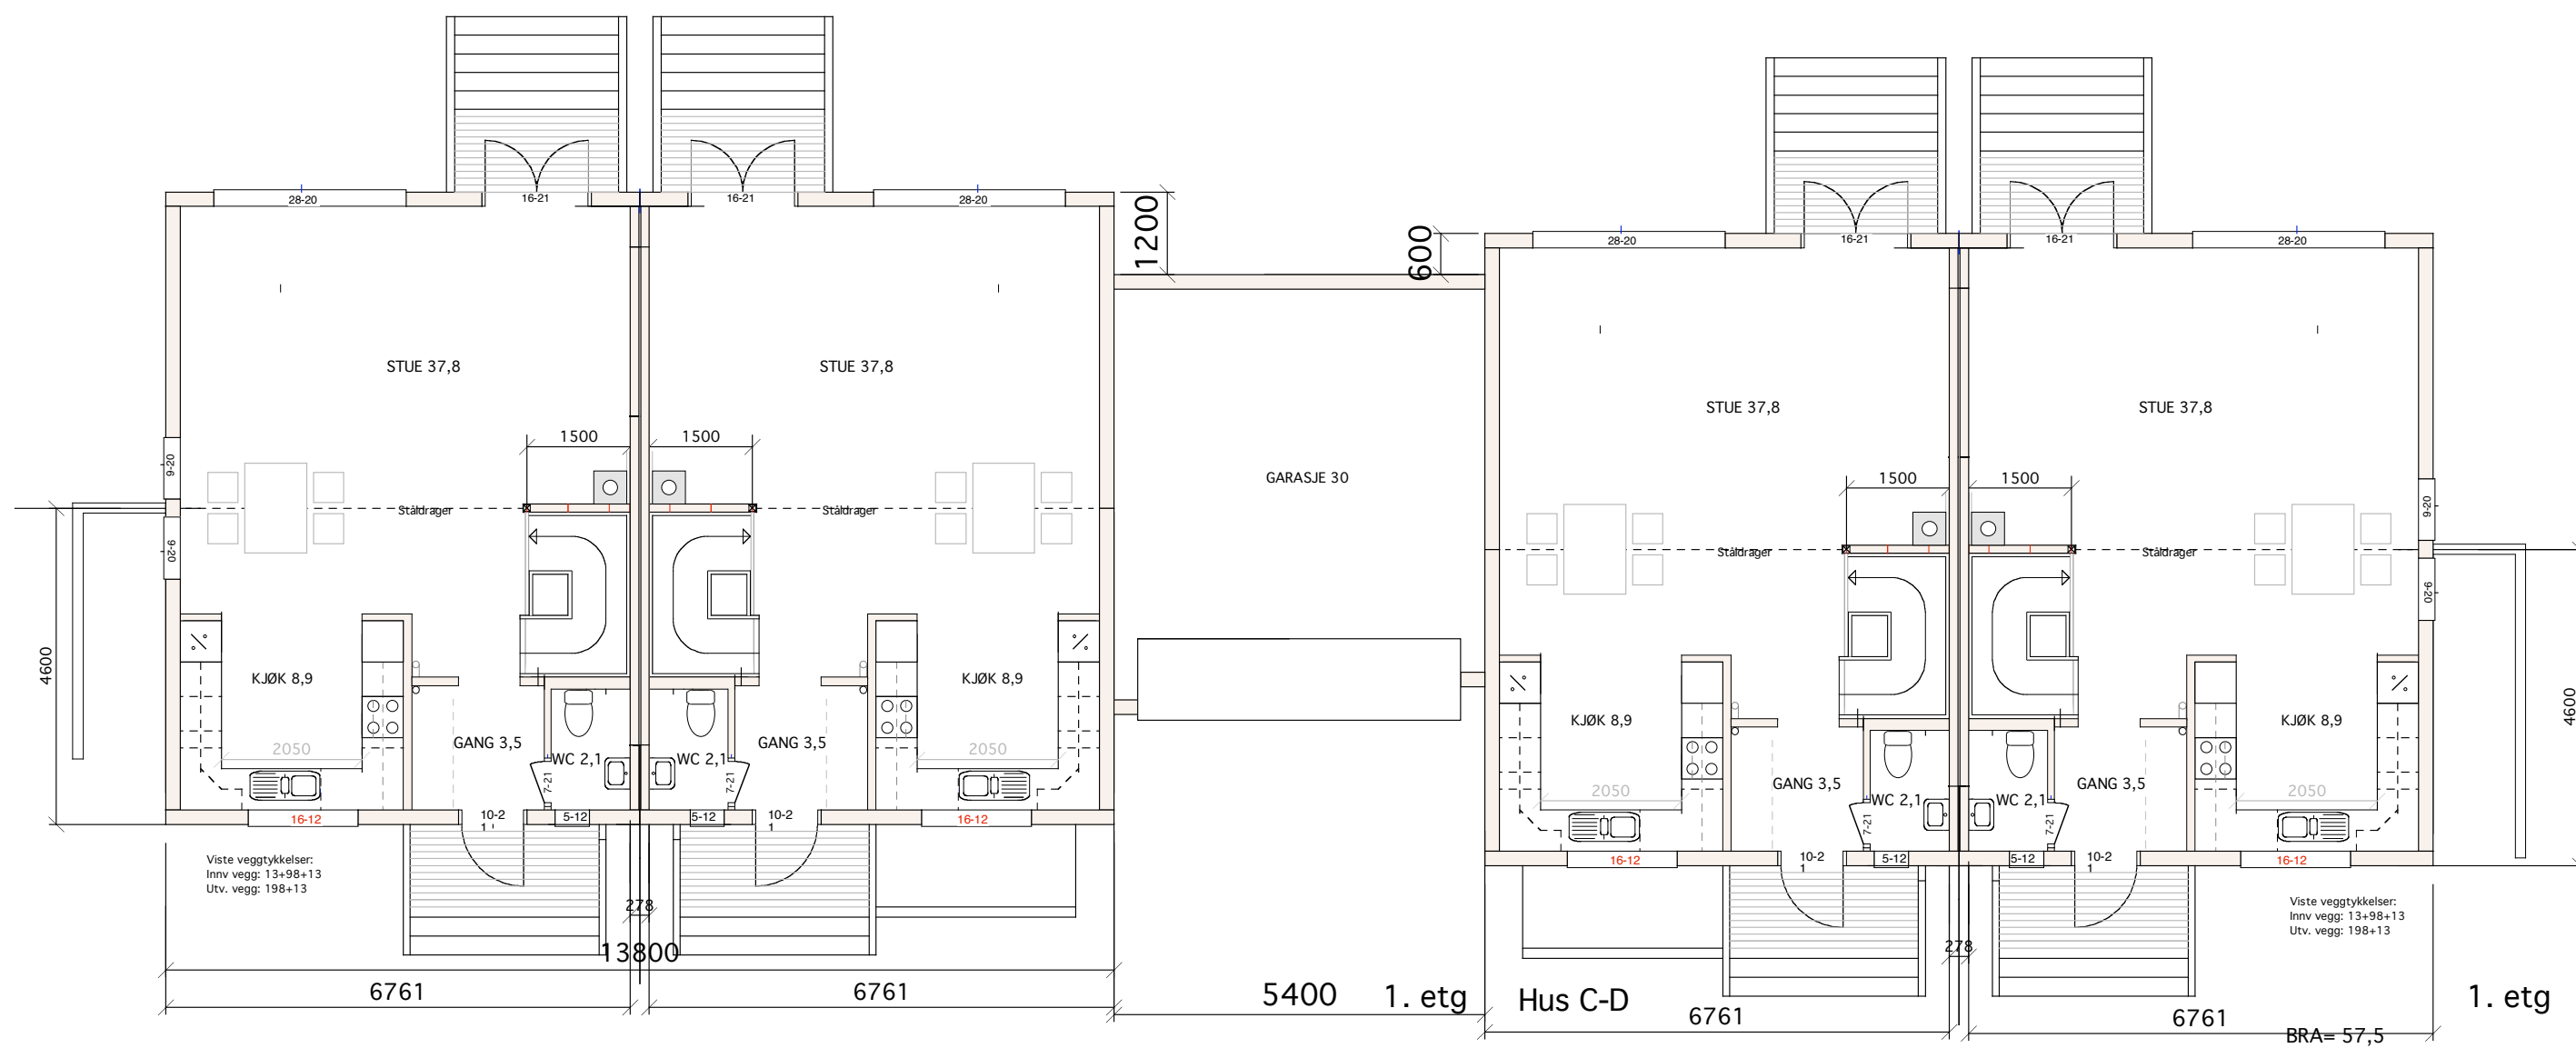 28-20
16-21
16-21
28-20
1200
600
28-20
16-21
16-21
28-20
STUE 37,8
STUE 37,8
STUE 37,8
STUE 37,8
1500
1500
9-20
GARASJE 30
1500
1500
9-20
Ståldrager
Ståldrager
9-20
Ståldrager
Ståldrager
9-20
4600
KJØK 8,9
KJØK 8,9
KJØK 8,9
KJØK 8,9
4600
2050
GANG 3,5
WC 2,1
WC 2,1
GANG 3,5
2050
7-21
7-21
2050
GANG 3,5
WC 2,1
WC 2,1
GANG 3,5
2050
7-21
7-21
16-12
10-2
1
5-12
5-12
10-2
1
16-12
16-12
10-2
1
5-12
5-12
10-2
1
16-12
Viste veggtykkelser:
Innv vegg: 13+98+13
Utv. vegg: 198+13
278
13800
Viste veggtykkelser:
Innv vegg: 13+98+13
Utv. vegg: 198+13
278
6761
6761
5400
1. etg
Hus C-D
6761
6761
1. etg
BRA= 57,5